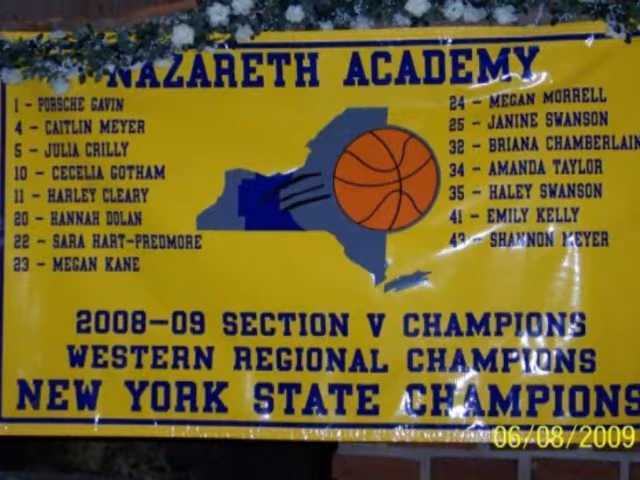 NAZARETH ACADEMY
1 - PORSCHE GAVIN
4 - CAITLIN MEYER
5 - JULIA CRILLY
10 - CECELIA GOTHAM
11 - HARLEY CLEARY
20 - HANNAH DOLAN
22 - SARA HART-PREDMORE
23 - MEGAN KANE
24 - MEGAN MORRELL
25 - JANINE SWANSON
32 - BRIANA CHAMBERLAIN
34 - AMANDA TAYLOR
35 - HALEY SWANSON
41 - EMILY KELLY
43 - SHANNON MEYER
2008-09 SECTION V CHAMPIONS
WESTERN REGIONAL CHAMPIONS
NEW YORK STATE CHAMPIONS
06/08/2009